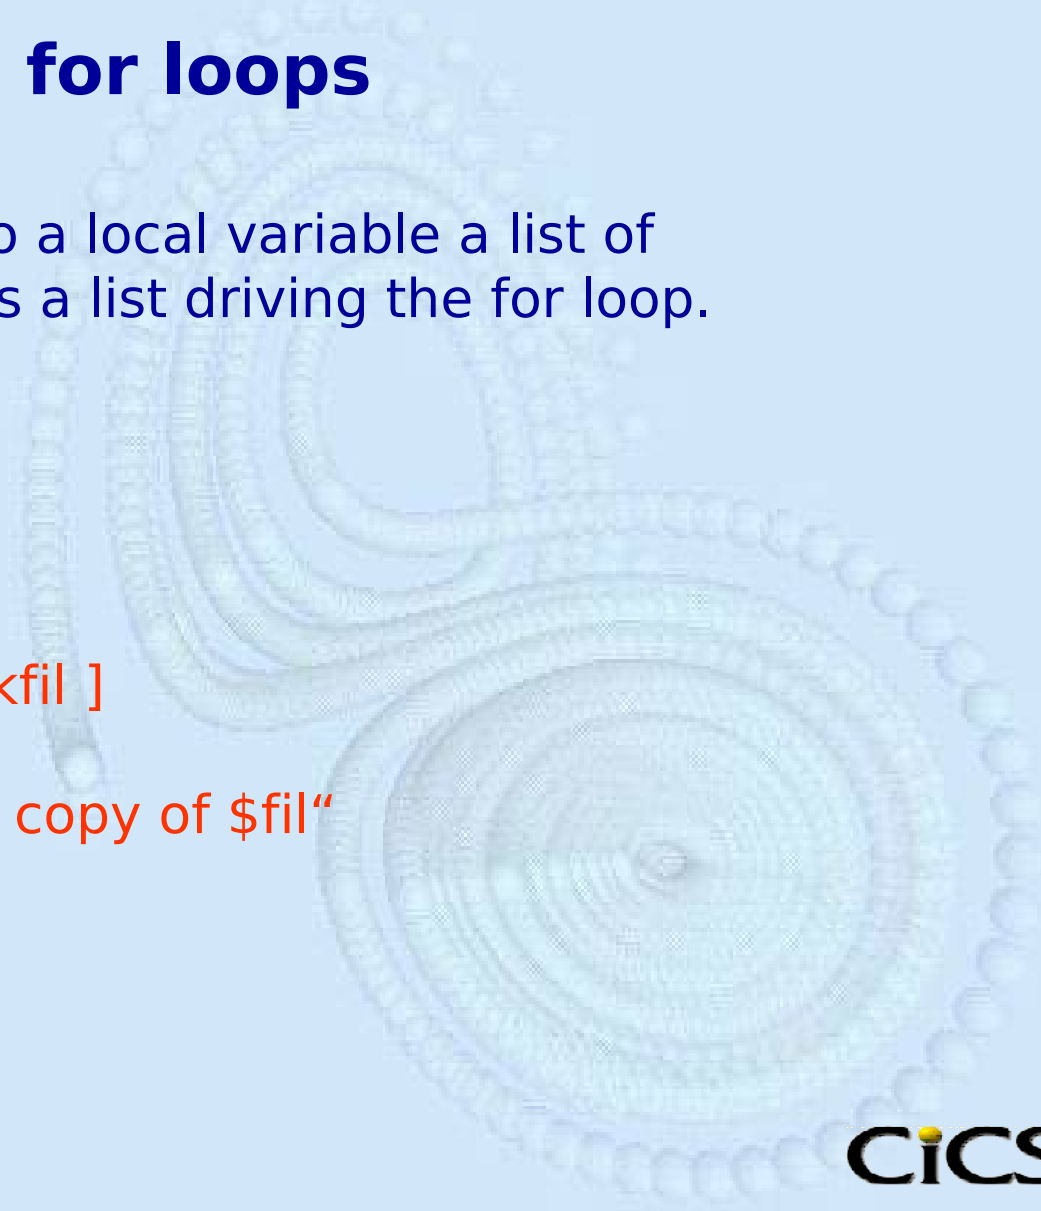 for loops
o a local variable a list of
s a list driving the for loop.
kfil ]
copy of $fil“
CiCS